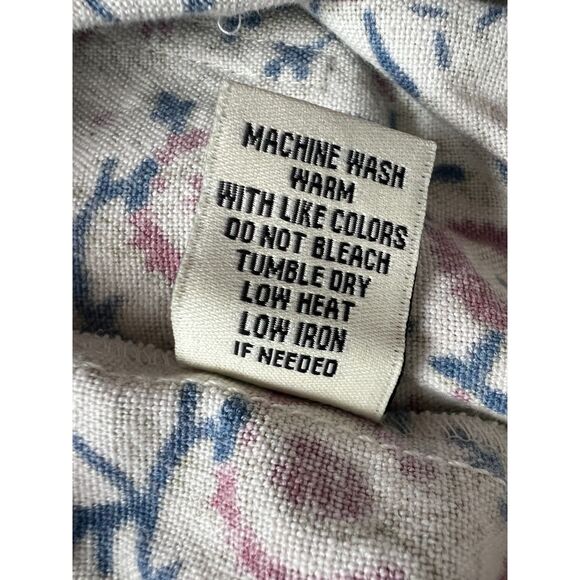 MACHINE WASH
WARM
WITH LIKE COLORS
DO NOT BLEACH
TUMBLE DRY
LOW HEAT
LOW IRON
IF NEEDED